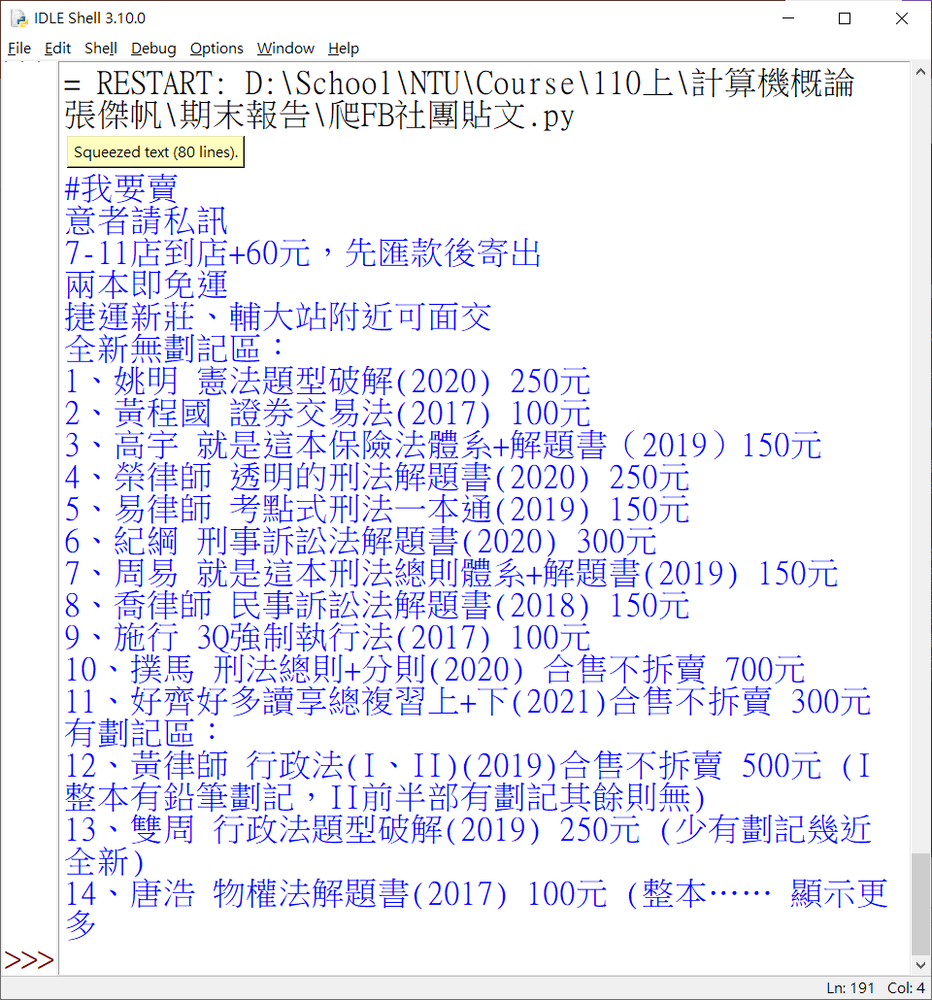 IDLE Shell 3.10.0
File Edit Shell Debug Options Window Help
= RESTART: D:\School\NTU\Course\110上\計算機概論
張傑帆\期末報告\爬FB社團貼文.py
Squeezed text (80 lines).
#我要賣
意者請私訊
7-11店到店+60元，先匯款後寄出
兩本即免運
捷運新莊、輔大站附近可面交
全新無劃記區：
1、姚明 憲法題型破解(2020) 250元
2、黃程國 證券交易法(2017) 100元
3、高宇 就是這本保險法體系+解題書（2019）150元
4、榮律師 透明的刑法解題書(2020) 250元
5、易律師 考點式刑法一本通(2019) 150元
6、紀綱 刑事訴訟法解題書(2020) 300元
7、周易 就是這本刑法總則體系+解題書(2019) 150元
8、喬律師 民事訴訟法解題書(2018) 150元
9、施行 3Q強制執行法(2017) 100元
10、撲馬 刑法總則+分則(2020) 合售不拆賣 700元
11、好齊好多讀享總複習上+下(2021)合售不拆賣 300元
有劃記區：
12、黃律師 行政法(I、II)(2019)合售不拆賣 500元 (I
整本有鉛筆劃記，II前半部有劃記其餘則無)
13、雙周 行政法題型破解(2019) 250元 (少有劃記幾近
全新)
14、唐浩 物權法解題書(2017) 100元 (整本…… 顯示更
多
>>>
Ln: 191 Col: 4